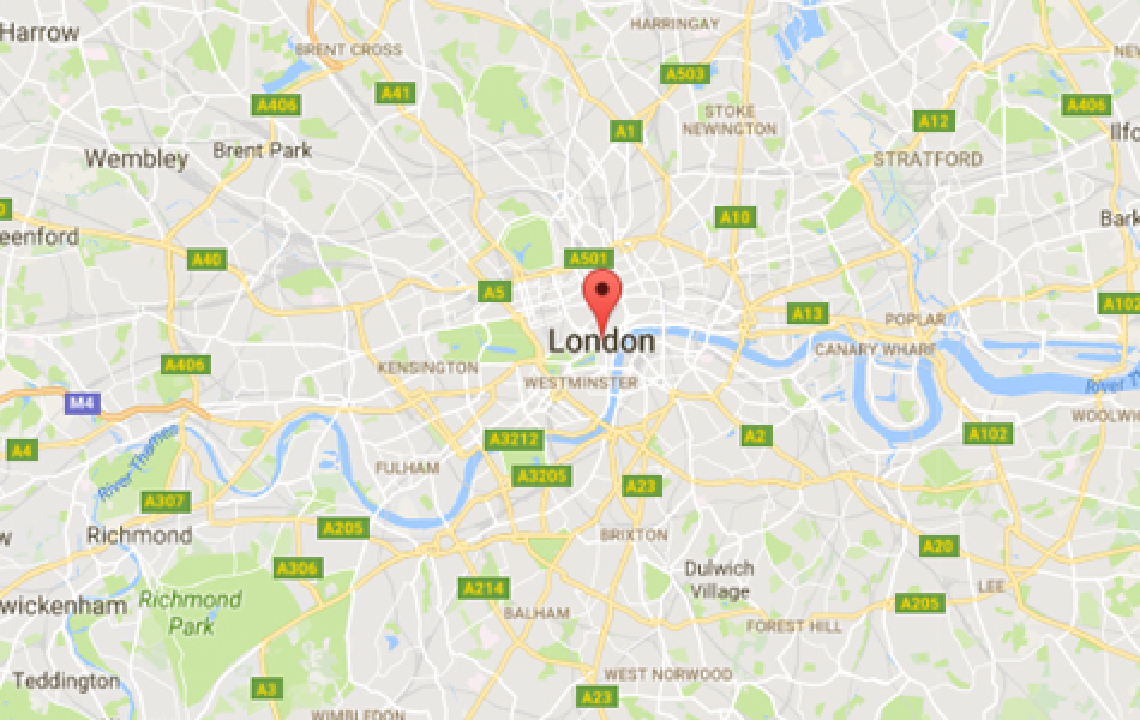 Harrow
HARRINGAY
BRENT CROSS
NEW
A503
A41
A406
A406
STOKE
NEWINGTON
A12
A1
Ilfo
Brent Park
Wembley
STRATFORD
A10
Bark
eenford
A40
A501
A5
A102
A13
POPLAR
London
CANARY WHARF
A406
KENSINGTON
WESTMINSTER
River T
M4
WOOLWI
A4
River Thames
A3212
A2
A102
FULHAM
A3205
A23
A307
A205
Richmond
BRIXTON
A20
A306
Dulwich
Village
A214
LEE
wickenham
Richmond
Park
A205
BALHAM
FOREST HILL
Teddington
WEST NORWOOD
A3
A23
WIMBLEDON